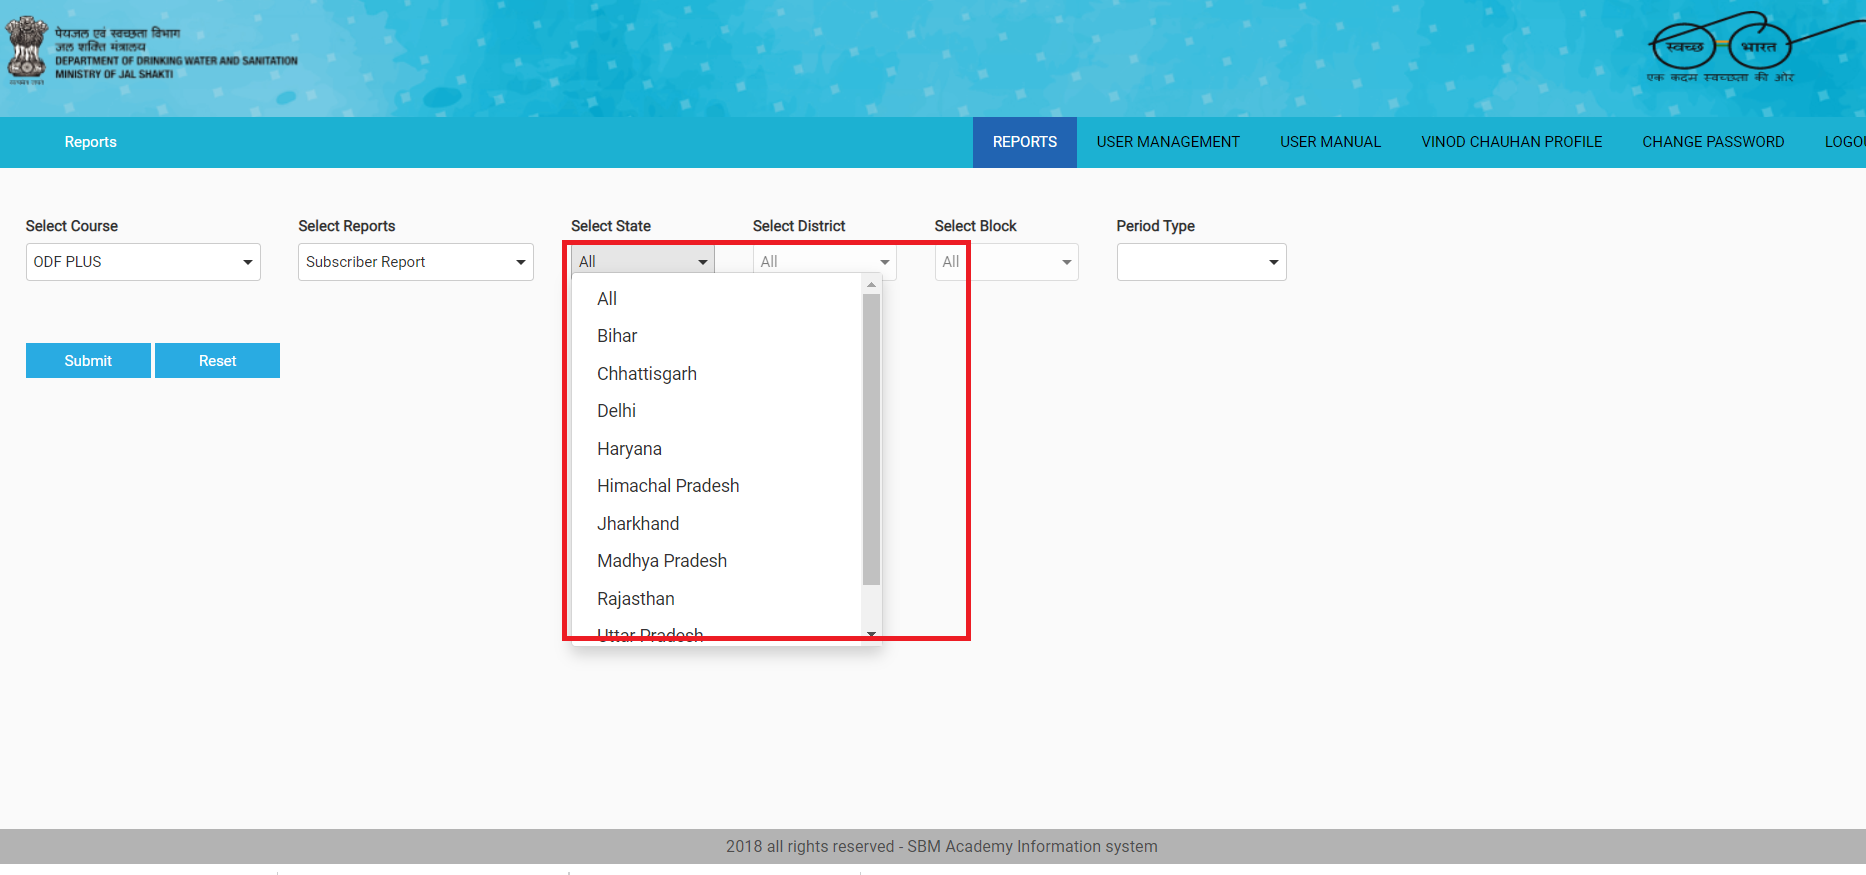 पेयजल एवं स्वच्छता विभाग
जल शक्ति मंत्रालय
DEPARTMENT OF DRINKING WATER AND SANITATION
MINISTRY OF JAL SHAKTI
स्वच्छ भारत
एक कदम स्वच्छता की ओर
Reports
REPORTS USER MANAGEMENT USER MANUAL VINOD CHAUHAN PROFILE CHANGE PASSWORD LOGOU
Select Course Select Reports Select State Select District Select Block Period Type
ODF PLUS Subscriber Report All All All
All
Bihar
Chhattisgarh
Delhi
Haryana
Himachal Pradesh
Jharkhand
Madhya Pradesh
Rajasthan
Uttar Pradesh
Submit Reset
2018 all rights reserved - SBM Academy Information system